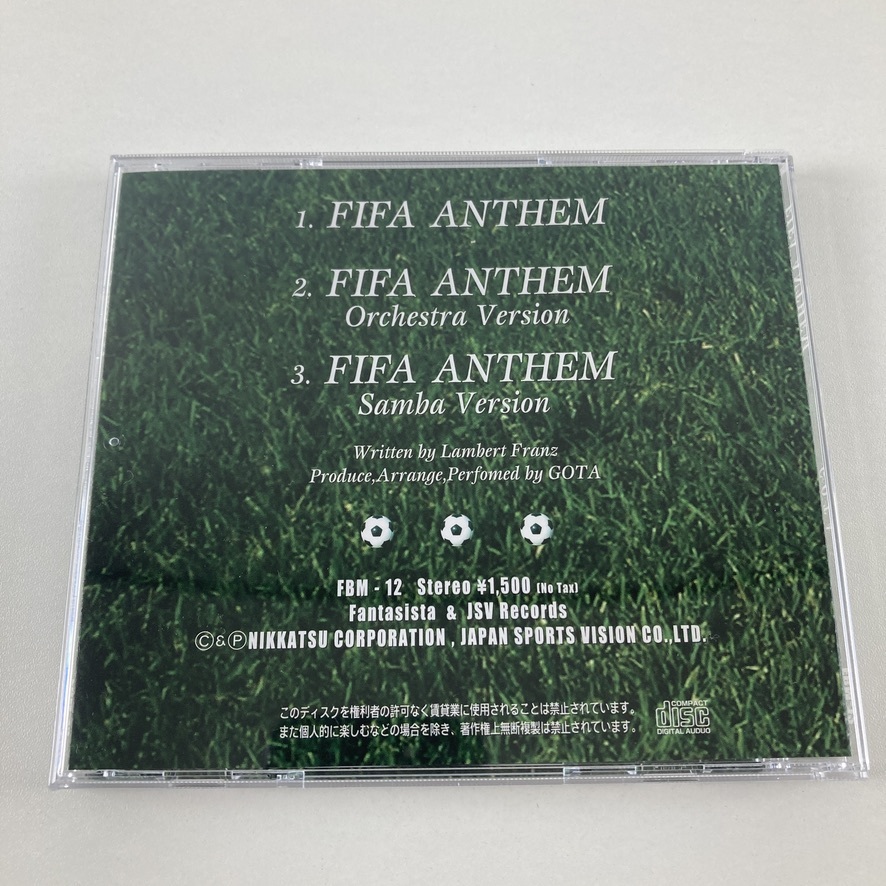 1. FIFA ANTHEM
2. FIFA ANTHEM
Orchestra Version
3. FIFA ANTHEM
Samba Version
Written by Lambert Franz
Produce,Arrange,Perfomed by GOTA
FBM - 12 Stereo ¥1,500 (No Tax)
Fantasista & JSV Records
Ⓒ&ⓅNIKKATSU CORPORATION , JAPAN SPORTS VISION CO.,LTD.
このディスクを権利者の許可なく賃貸業に使用されることは禁止されています。
また個人的に楽しむなどの場合を除き、著作権上無断複製は禁止されています。
COMPACT
disc
DIGITAL AUDIO